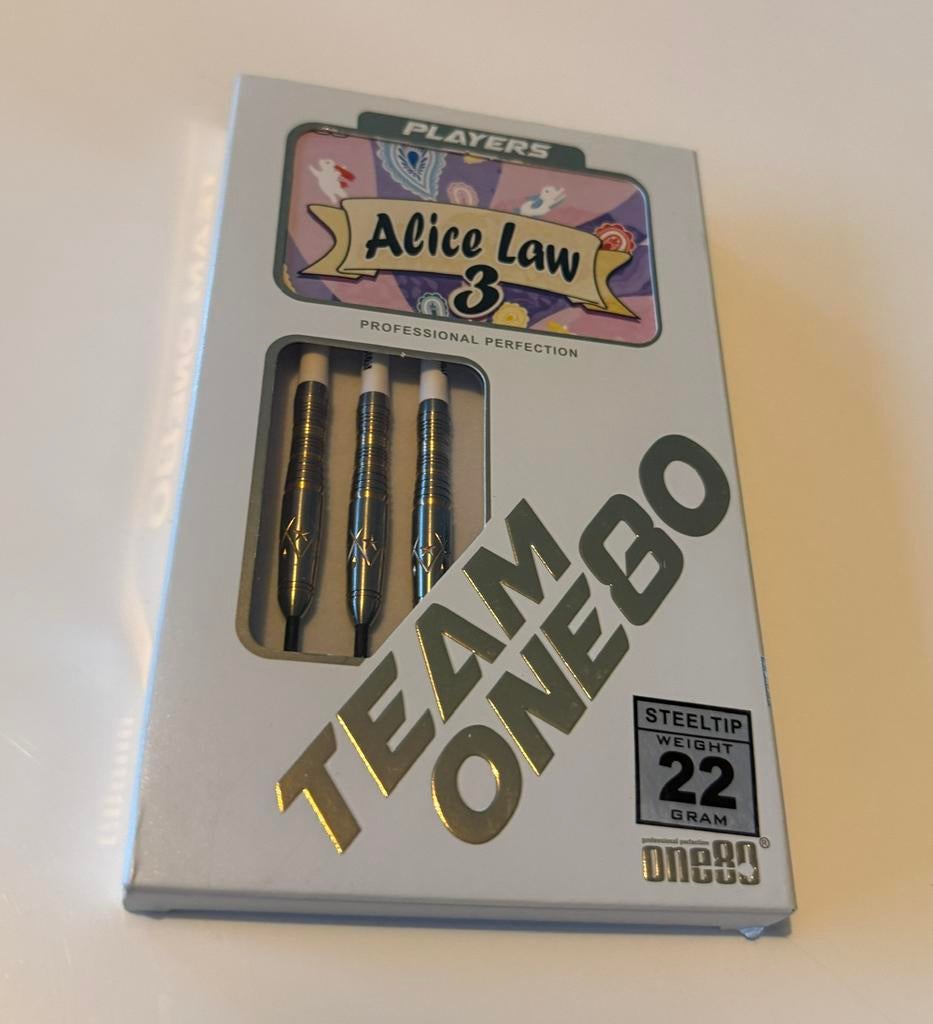 PLAYERS
Alice Law
3
PROFESSIONAL PERFECTION
TEAM
ONE80
STEELTIP
WEIGHT
22
GRAM
professional perfection
one80®